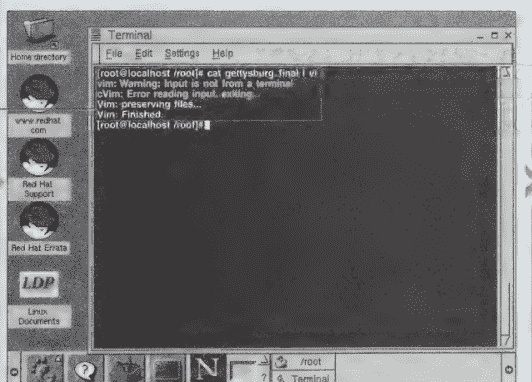 Terminal
File Edit Settings Help
[root@localhost /root]# cat gettysburg.final | vi
Vim: Warning: Input is not from a terminal
cVim: Error reading input, exiting...
Vim: preserving files...
Vim: Finished.
[root@localhost /root]#
Home directory
www.redhat.
com
Red Hat
Support
Red Hat Errata
LDP
Linux
Documents
?
N
?
/root
Terminal